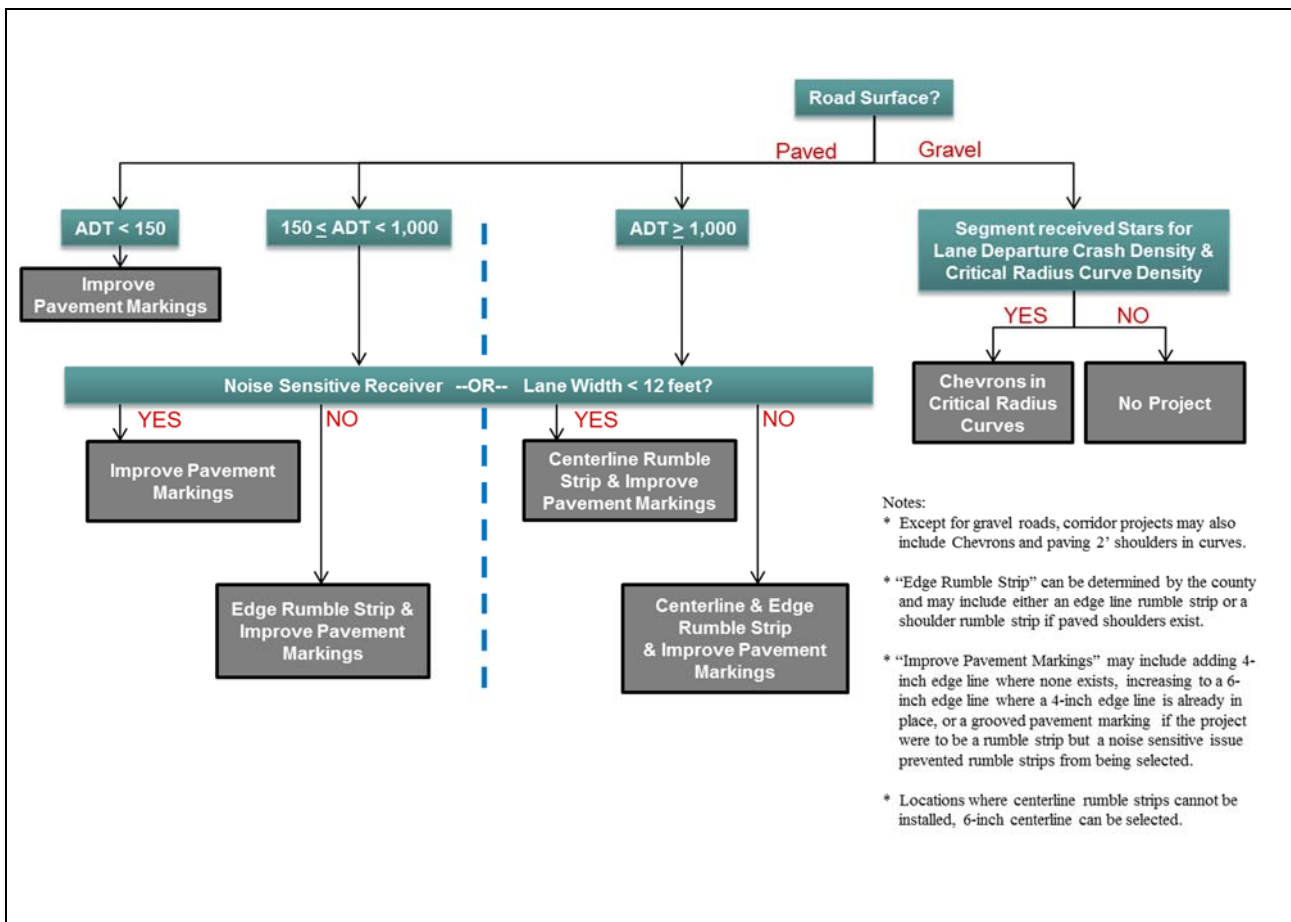 Road Surface?
Paved
Gravel
ADT < 150
150 ≤ ADT < 1,000
ADT ≥ 1,000
Segment received Stars for
Lane Departure Crash Density &
Critical Radius Curve Density
Improve
Pavement Markings
YES
NO
Chevrons in
Critical Radius
Curves
No Project
Noise Sensitive Receiver --OR-- Lane Width < 12 feet?
YES
NO
YES
NO
Improve Pavement
Markings
Centerline Rumble
Strip & Improve
Pavement Markings
Edge Rumble Strip &
Improve Pavement
Markings
Centerline & Edge
Rumble Strip
& Improve Pavement
Markings
Notes:
* Except for gravel roads, corridor projects may also
include Chevrons and paving 2' shoulders in curves.
* “Edge Rumble Strip” can be determined by the county
and may include either an edge line rumble strip or a
shoulder rumble strip if paved shoulders exist.
* “Improve Pavement Markings” may include adding 4-
inch edge line where none exists, increasing to a 6-
inch edge line where a 4-inch edge line is already in
place, or a grooved pavement marking if the project
were to be a rumble strip but a noise sensitive issue
prevented rumble strips from being selected.
* Locations where centerline rumble strips cannot be
installed, 6-inch centerline can be selected.